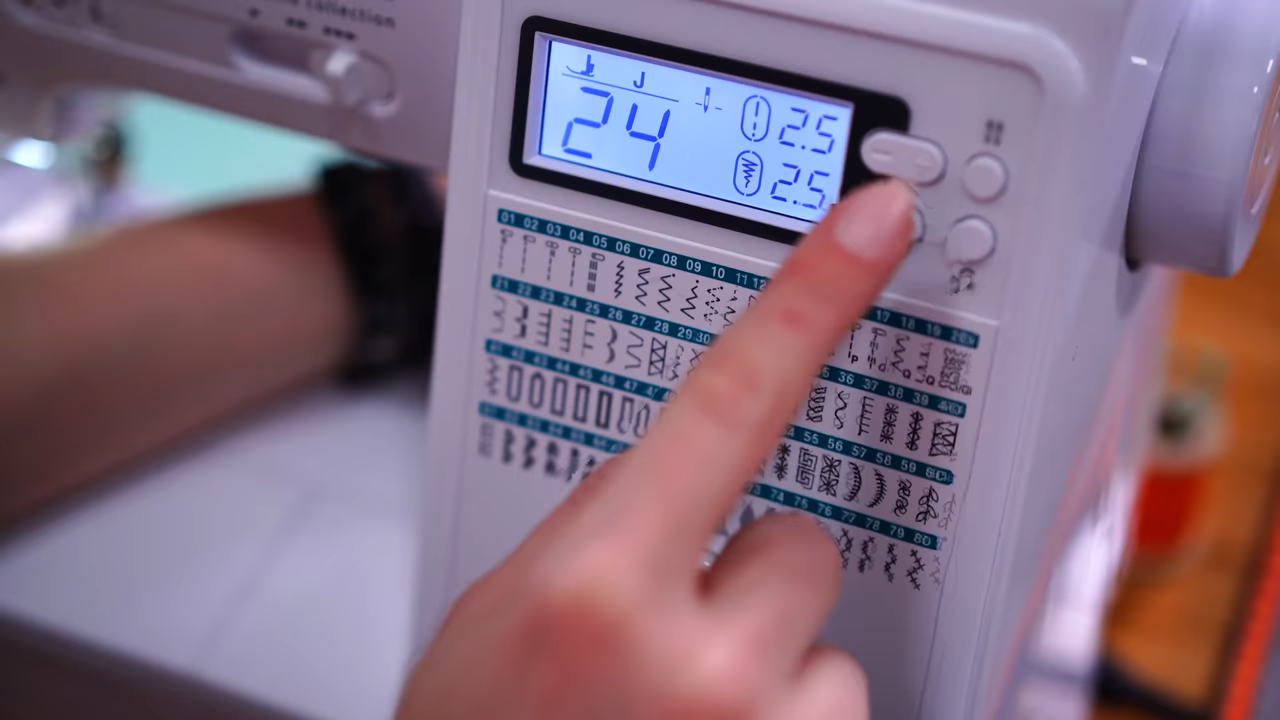 collection
J
24
2.5
2.5
01 02 03 04 05 06 07 08 09 10 11 12
17 18 19 20
21 22 23 24 25 26 27 28 29 30
36 37 38 39 40
42 43 44 45 46 47
55 56 57 58 59 60
74 75 76 77 78 79 80